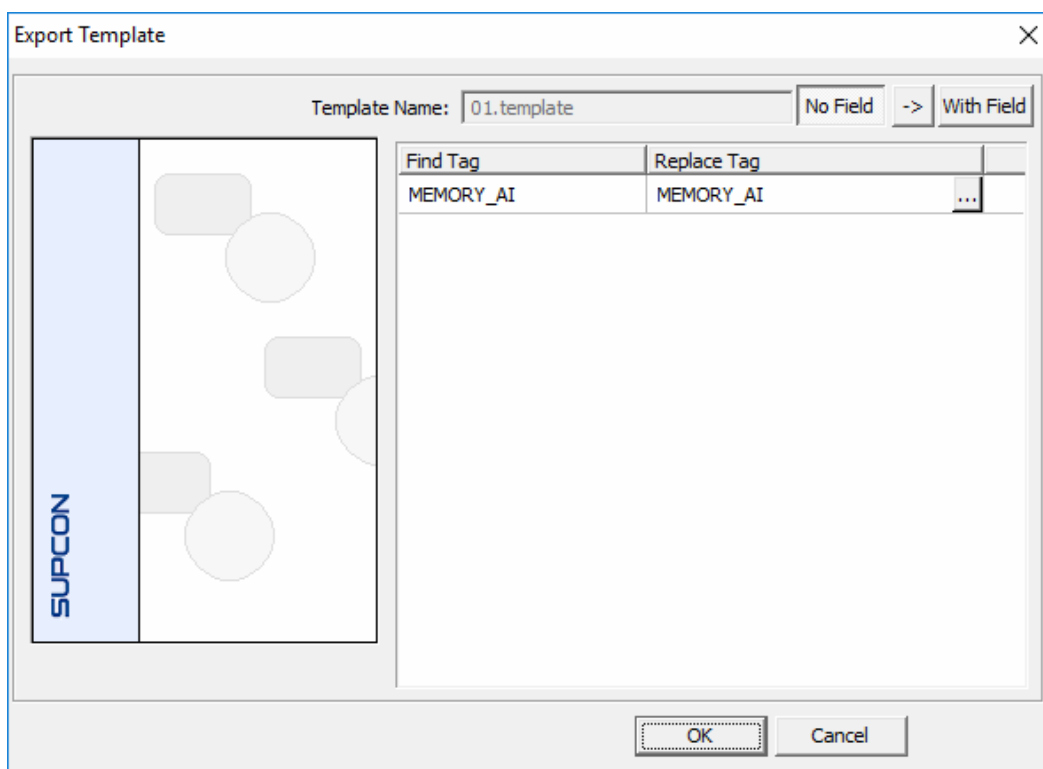 Export Template
Template Name: 01.template No Field -> With Field
Find Tag Replace Tag
MEMORY_AI MEMORY_AI ...
SUPCON
OK Cancel